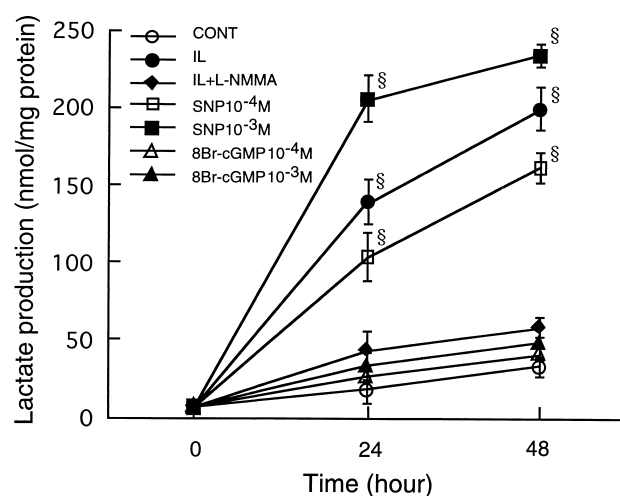 Lactate production (nmol/mg protein)
250
200
150
100
50
0
CONT
IL
IL+L-NMMA
SNP10⁻⁴M
SNP10⁻³M
8Br-cGMP10⁻⁴M
8Br-cGMP10⁻³M
§
§
§
§
§
§
0 24 48
Time (hour)